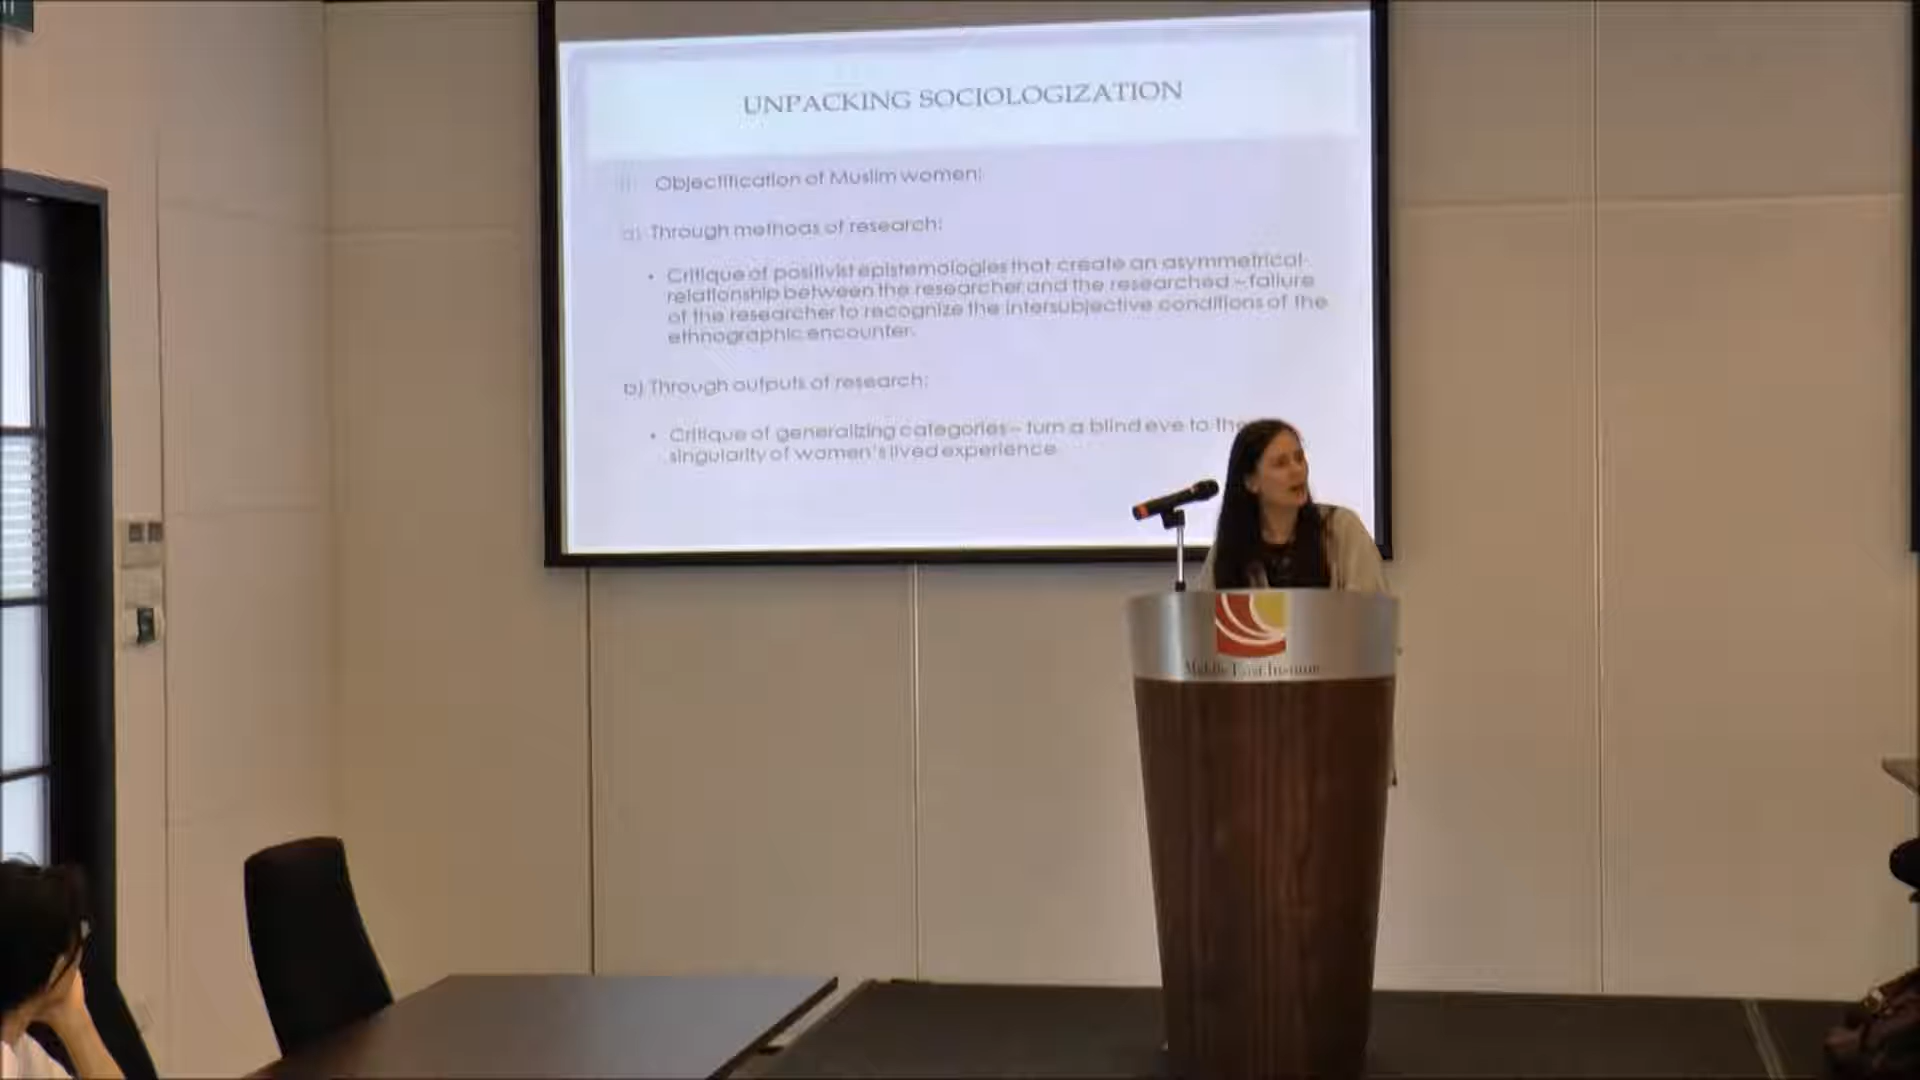 UNPACKING SOCIOLOGIZATION
Objectification of Muslim women:
a) Through methods of research:
• Critique of positivist epistemologies that create an asymmetrical
relationship between the researcher and the researched – failure
of the researcher to recognize the intersubjective conditions of the
ethnographic encounter.
b) Through outputs of research:
• Critique of generalizing categories – turn a blind eye to the
singularity of women's lived experience
Middle East Institute